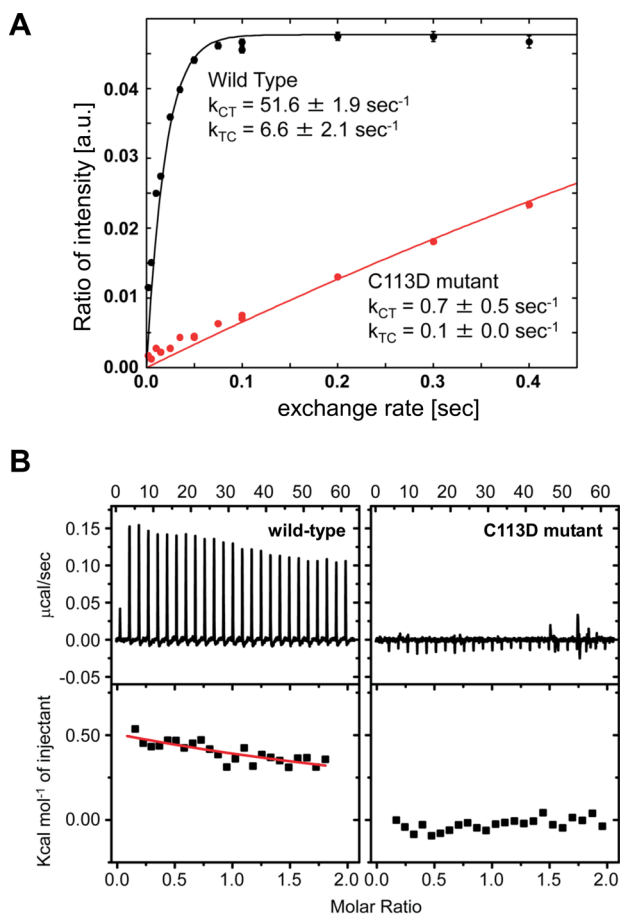 A
Ratio of intensity [a.u.]
0.04
0.03
0.02
0.01
0.00
Wild Type
kCT = 51.6 ± 1.9 sec-1
kTC = 6.6 ± 2.1 sec-1
C113D mutant
kCT = 0.7 ± 0.5 sec-1
kTC = 0.1 ± 0.0 sec-1
0.0 0.1 0.2 0.3 0.4
exchange rate [sec]
B
0 10 20 30 40 50 60
0 10 20 30 40 50 60
wild-type
C113D mutant
µcal/sec
0.15
0.10
0.05
0.00
-0.05
Kcal mol-1 of injectant
0.50
0.00
0.0 0.5 1.0 1.5 2.0
0.0 0.5 1.0 1.5 2.0
Molar Ratio